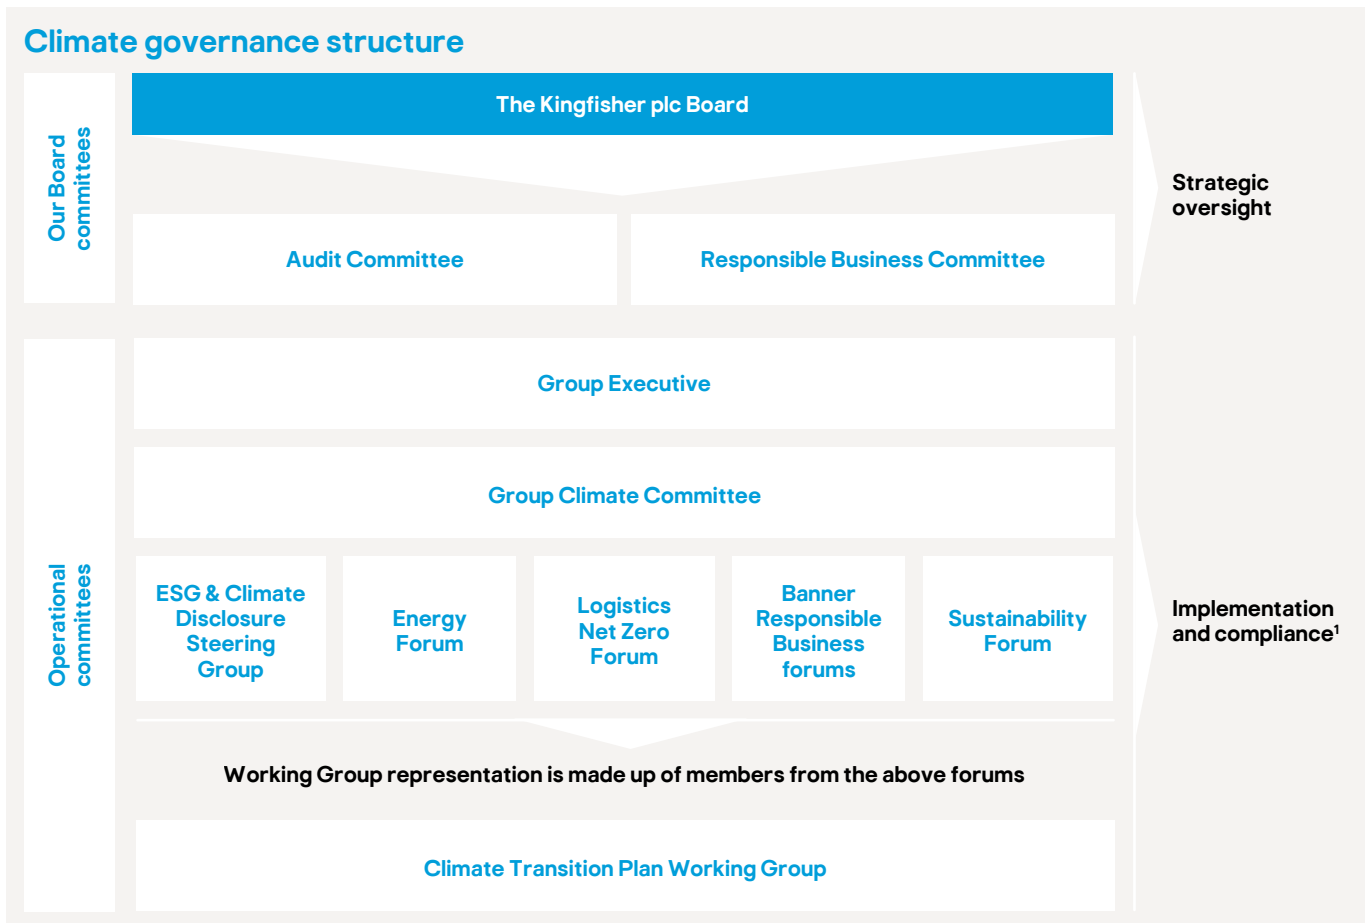 Climate governance structure
Our Board
committees
The Kingfisher plc Board
Audit Committee
Responsible Business Committee
Strategic
oversight
Operational
committees
Group Executive
Group Climate Committee
ESG & Climate
Disclosure
Steering
Group
Energy
Forum
Logistics
Net Zero
Forum
Banner
Responsible
Business
forums
Sustainability
Forum
Working Group representation is made up of members from the above forums
Climate Transition Plan Working Group
Implementation
and compliance¹